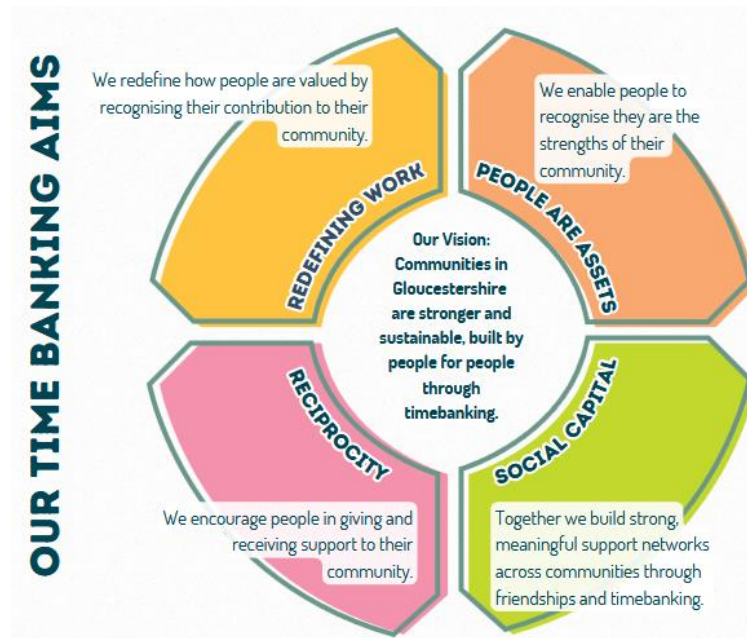 OUR TIME BANKING AIMS
We redefine how people are valued by
recognising their contribution to their
community.
REDEFINING WORK
We enable people to
recognise they are the
strengths of their
community.
PEOPLE ARE ASSETS
Our Vision:
Communities in
Gloucestershire
are stronger and
sustainable, built by
people for people
through
timebanking.
RECIPROCITY
We encourage people in giving and
receiving support to their
community.
SOCIAL CAPITAL
Together we build strong,
meaningful support networks
across communities through
friendships and timebanking.